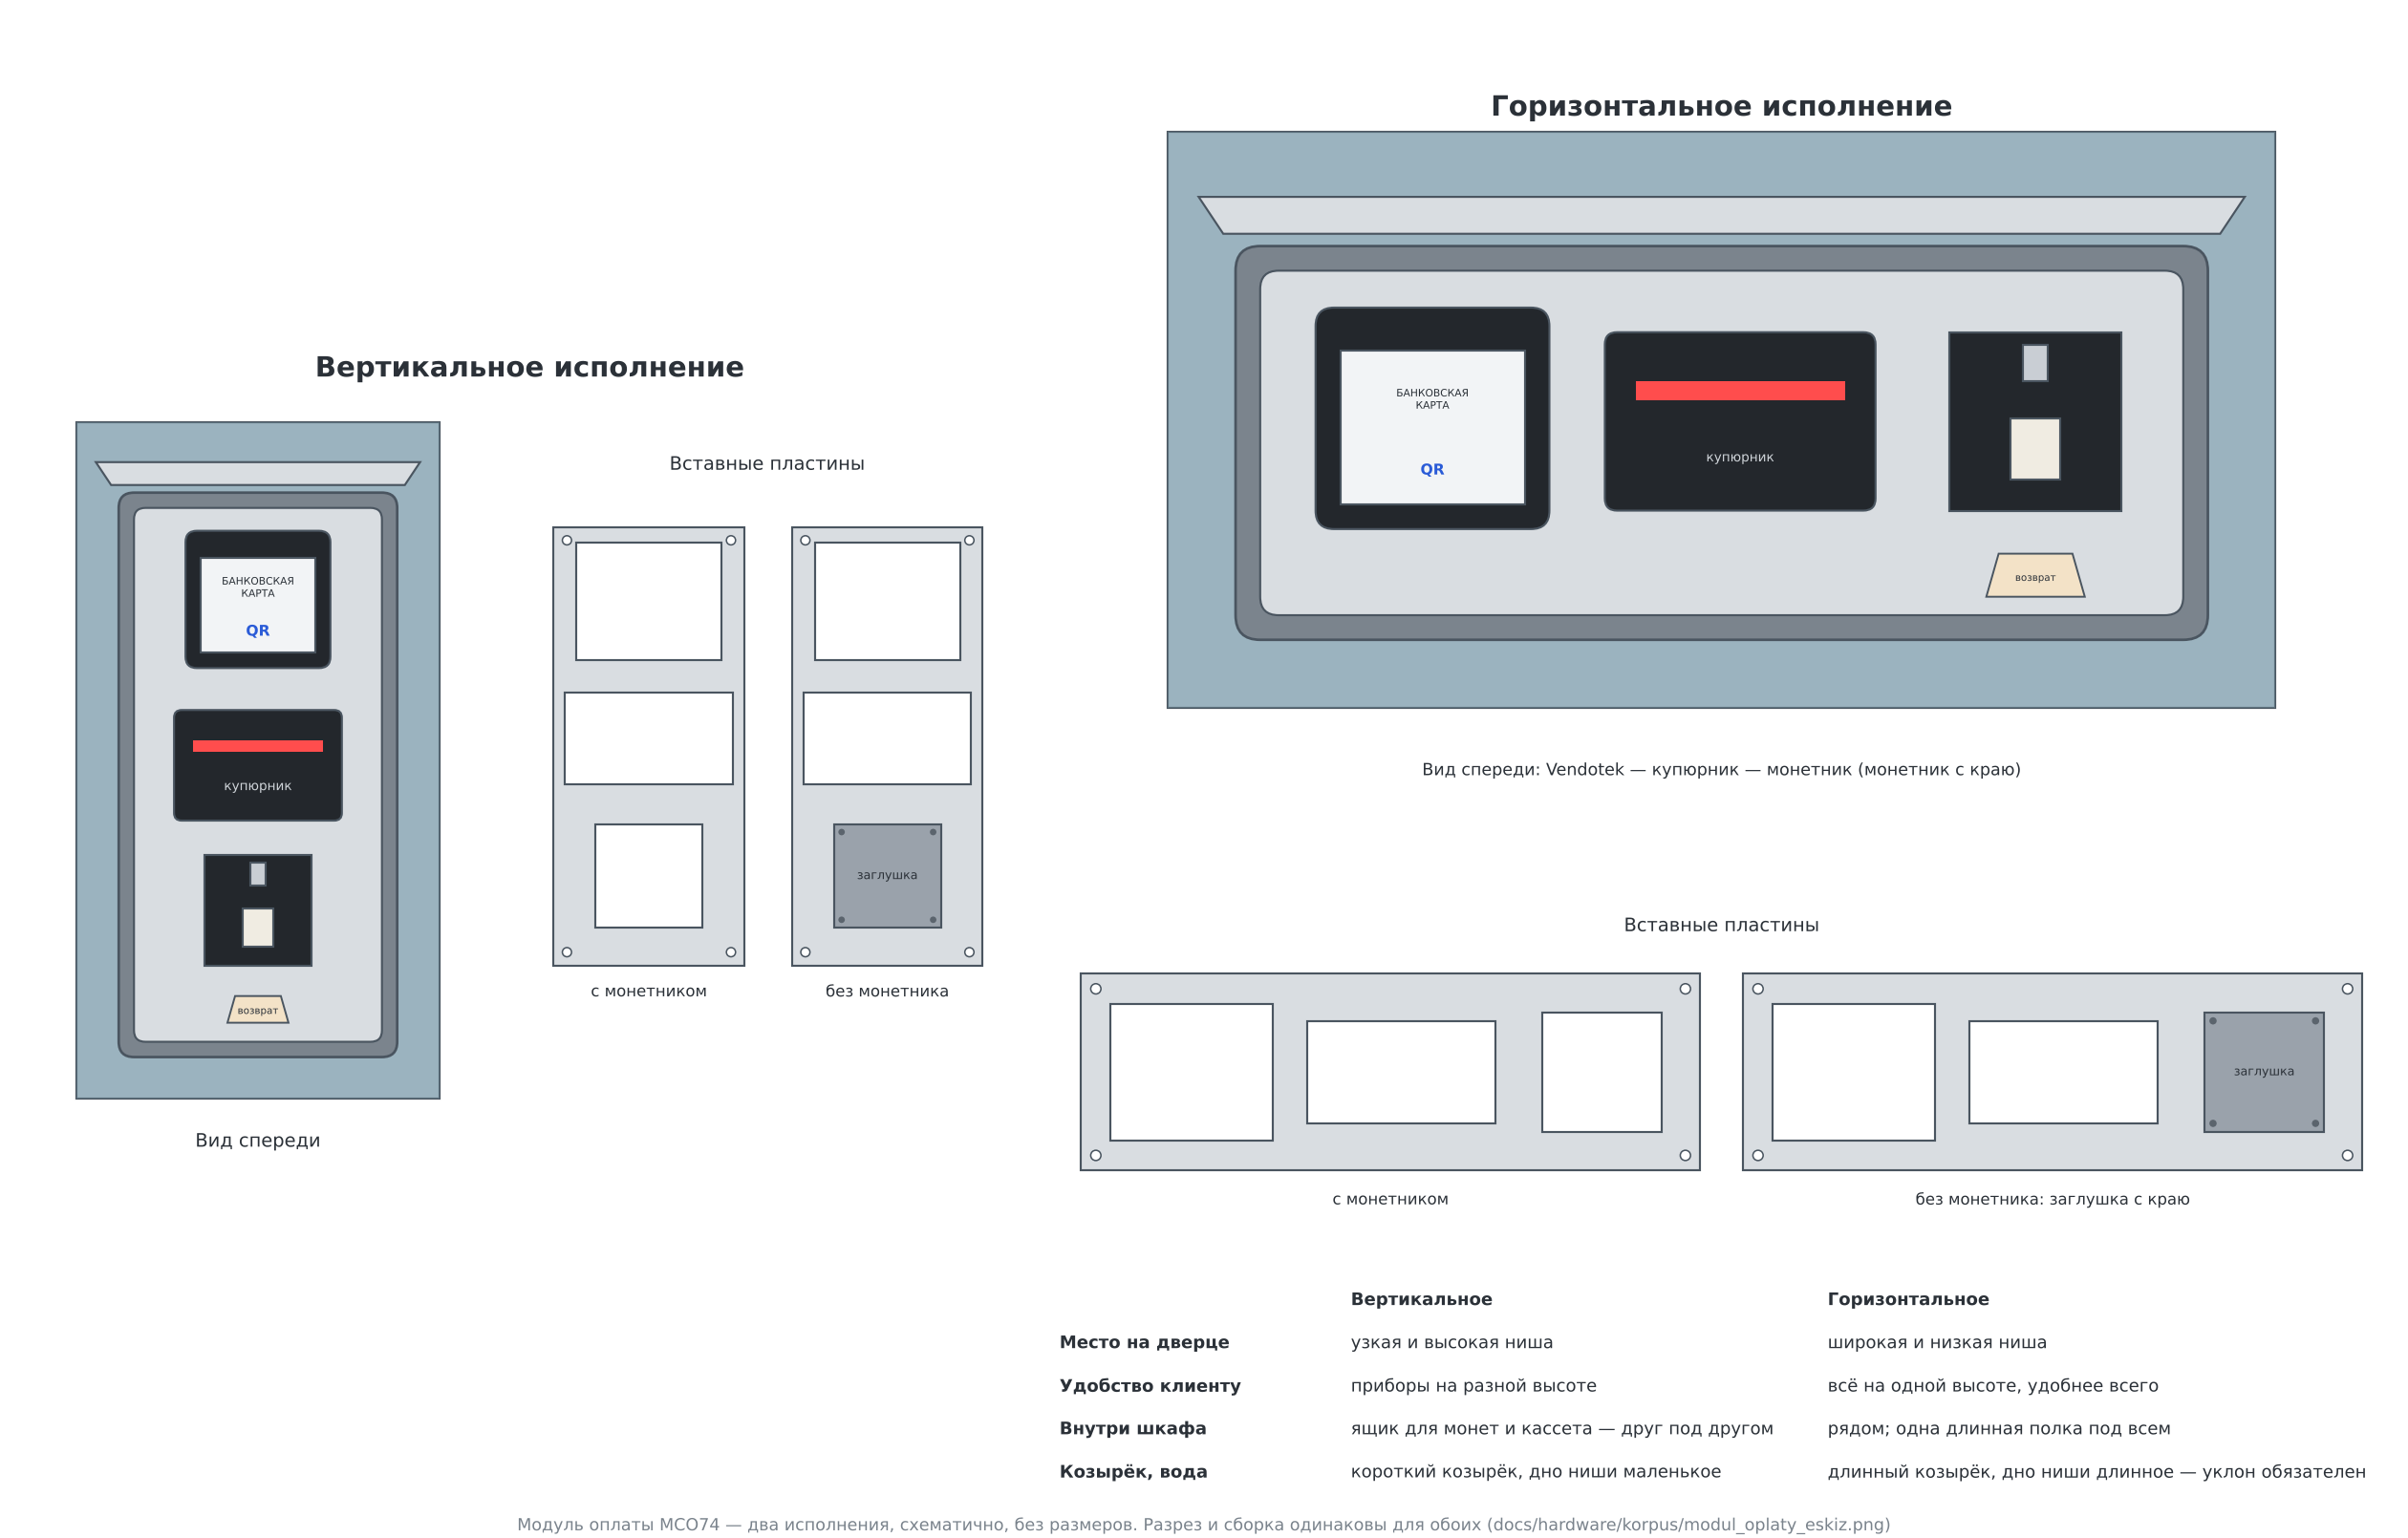 Горизонтальное исполнение
БАНКОВСКАЯ
КАРТА
QR
купюрник
возврат
Вид спереди: Vendotek — купюрник — монетник (монетник с краю)
Вертикальное исполнение
БАНКОВСКАЯ
КАРТА
QR
купюрник
возврат
Вид спереди
Вставные пластины
заглушка
с монетником
без монетника
Вставные пластины
заглушка
с монетником
без монетника: заглушка с краю
Вертикальное Горизонтальное
Место на дверце узкая и высокая ниша широкая и низкая ниша
Удобство клиенту приборы на разной высоте всё на одной высоте, удобнее всего
Внутри шкафа ящик для монет и кассета — друг под другом рядом; одна длинная полка под всем
Козырёк, вода короткий козырёк, дно ниши маленькое длинный козырёк, дно ниши длинное — уклон обязателен
Модуль оплаты МСО74 — два исполнения, схематично, без размеров. Разрез и сборка одинаковы для обоих (docs/hardware/korpus/modul_oplaty_eskiz.png)